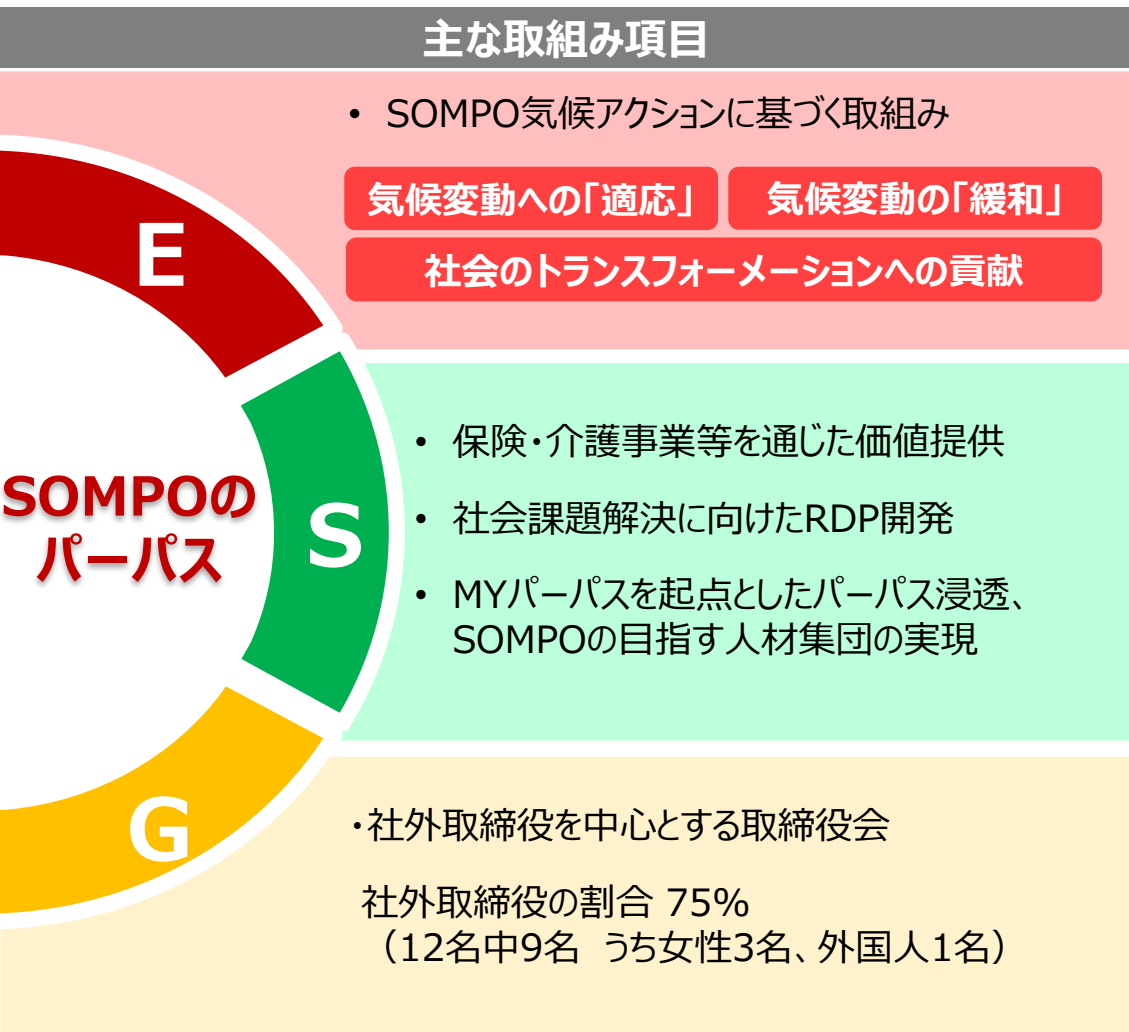 主な取組み項目
• SOMPO気候アクションに基づく取組み
気候変動への「適応」 気候変動の「緩和」
社会のトランスフォーメーションへの貢献
E
SOMPOの
パーパス
S
• 保険・介護事業等を通じた価値提供
• 社会課題解決に向けたRDP開発
• MYパーパスを起点としたパーパス浸透、
SOMPOの目指す人材集団の実現
G
・社外取締役を中心とする取締役会
社外取締役の割合 75%
（12名中9名 うち女性3名、外国人1名）